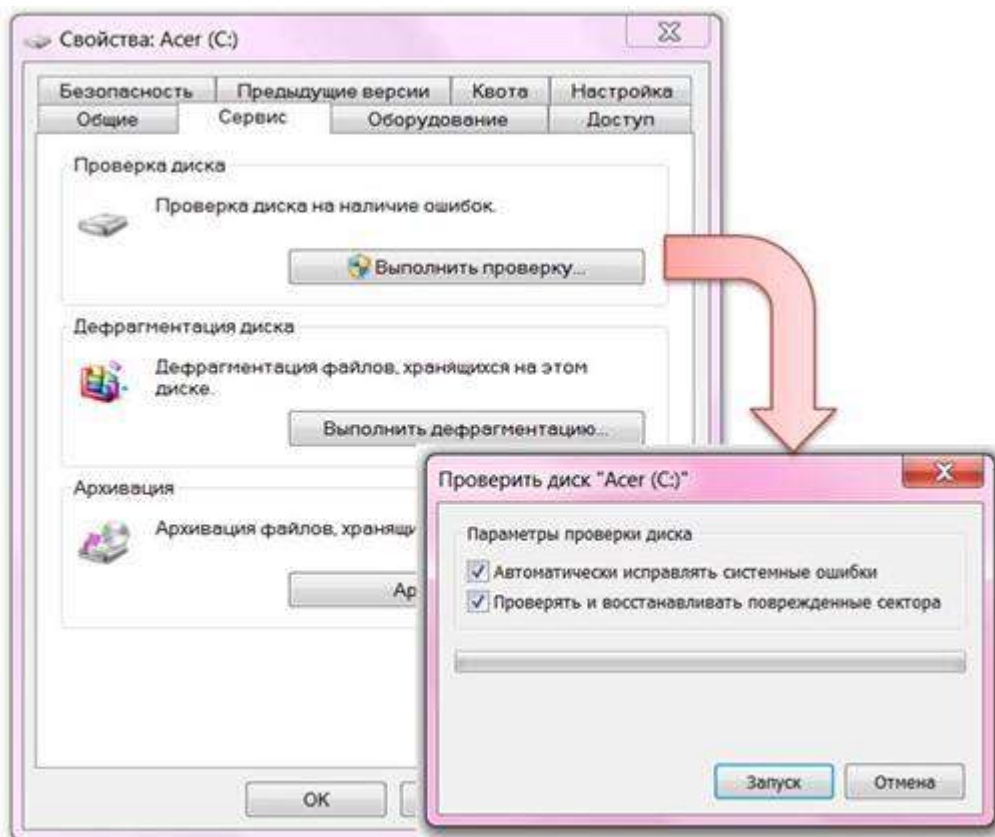 Свойства: Acer (C:)
Безопасность Предыдущие версии Квота Настройка
Общие Сервис Оборудование Доступ
Проверка диска
Проверка диска на наличие ошибок.
Выполнить проверку...
Дефрагментация диска
Дефрагментация файлов, хранящихся на этом
диске.
Выполнить дефрагментацию...
Архивация
Архивация файлов, хранящи
Ар
OK
Проверить диск "Acer (C:)"
Параметры проверки диска
Автоматически исправлять системные ошибки
Проверять и восстанавливать поврежденные сектора
Запуск Отмена